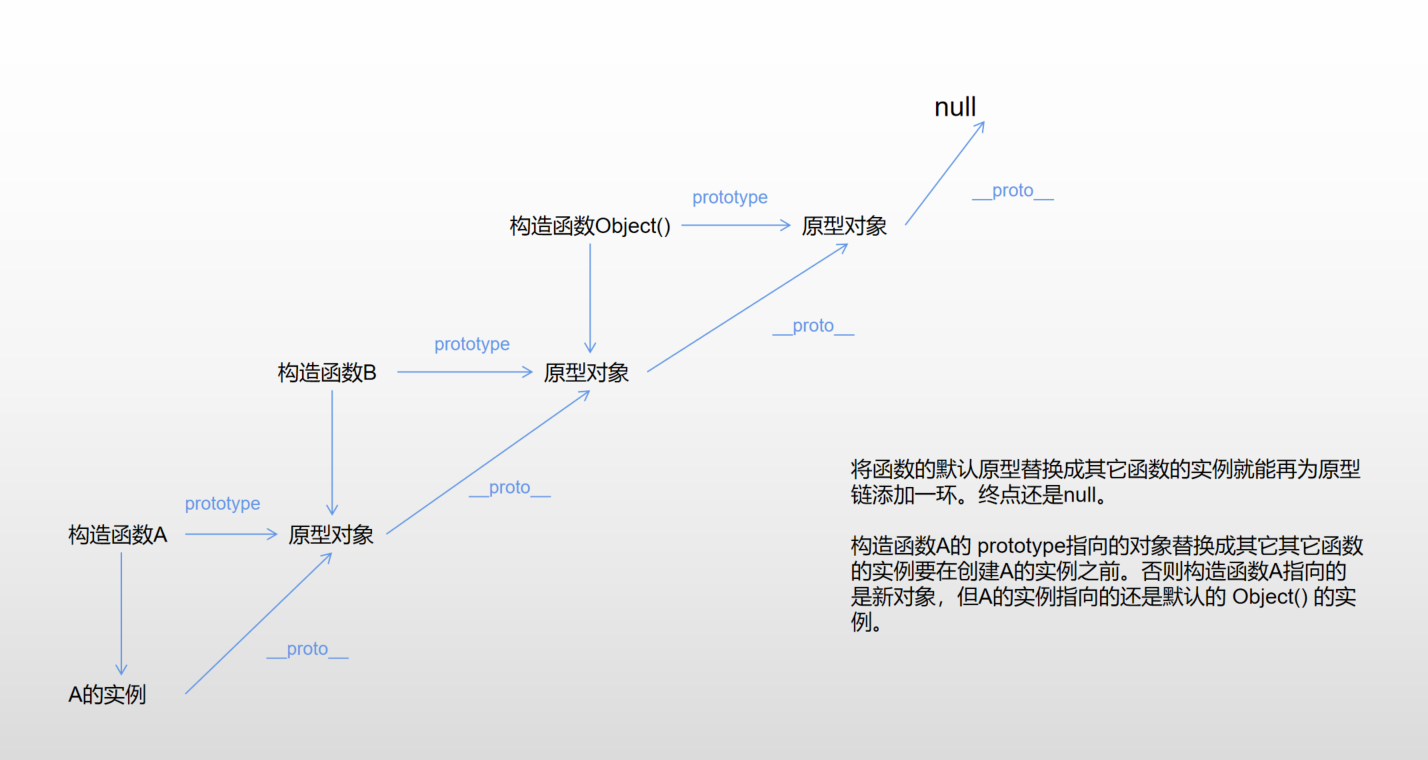 null
__proto__
prototype
构造函数Object()
原型对象
__proto__
prototype
构造函数B
原型对象
__proto__
prototype
构造函数A
原型对象
__proto__
A的实例
将函数的默认原型替换成其它函数的实例就能再为原型
链添加一环。终点还是null。
构造函数A的 prototype指向的对象替换成其它其它函数
的实例要在创建A的实例之前。否则构造函数A指向的
是新对象，但A的实例指向的还是默认的 Object() 的实
例。